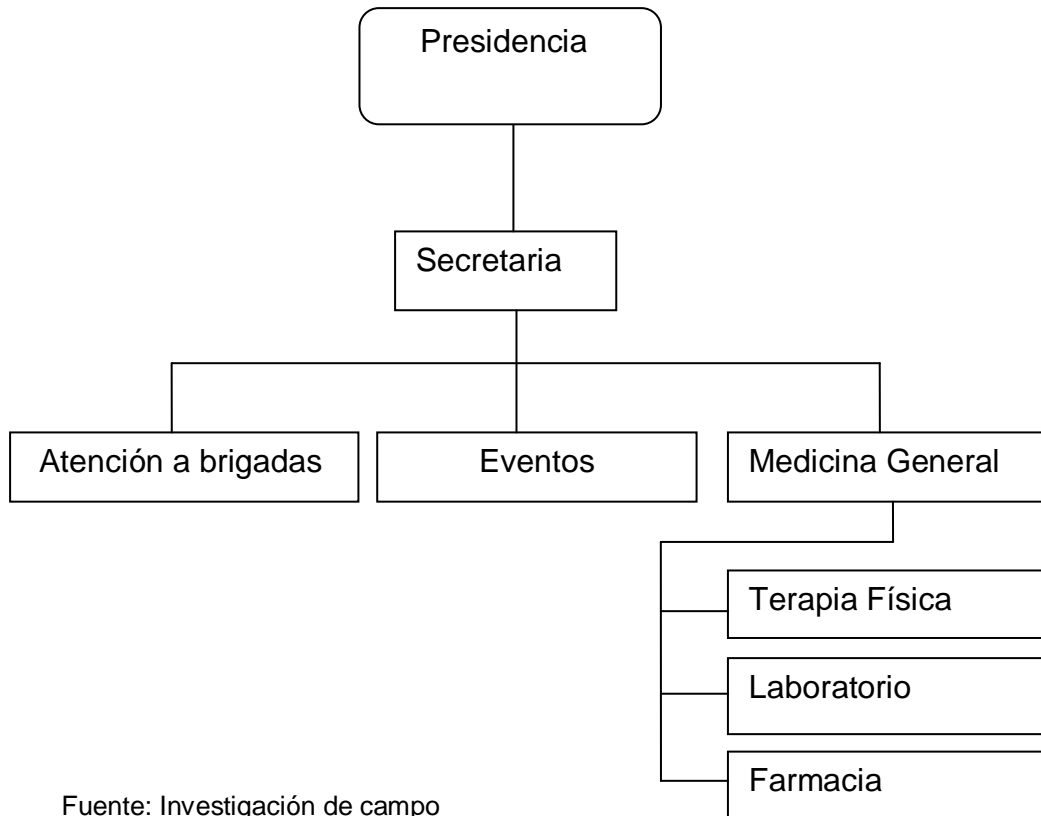 Presidencia
Secretaria
Atención a brigadas
Eventos
Medicina General
Terapia Física
Laboratorio
Farmacia
Fuente: Investigación de campo